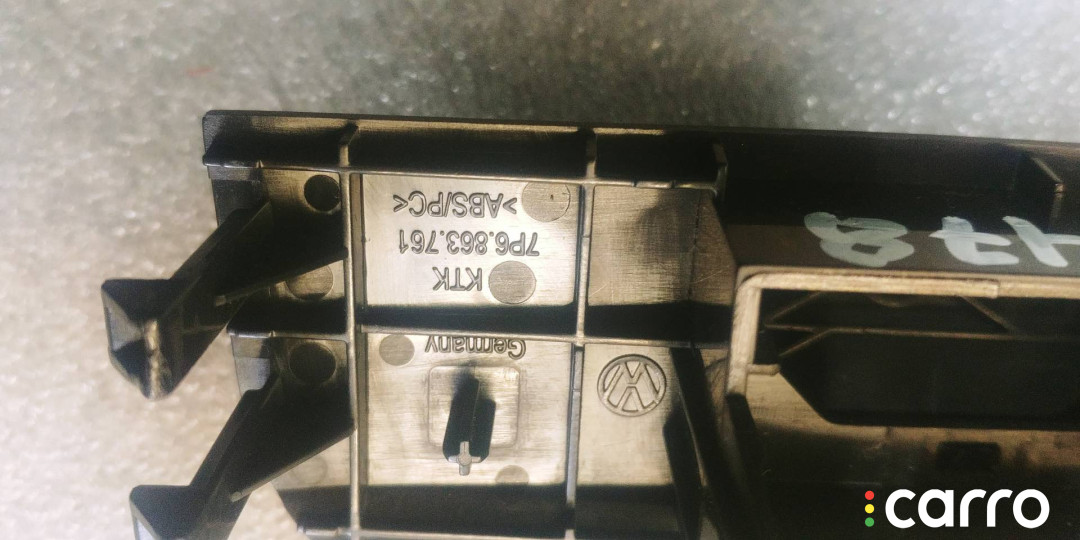 >ABS/PC<
7P6.863.761
KTK
Germany
carro